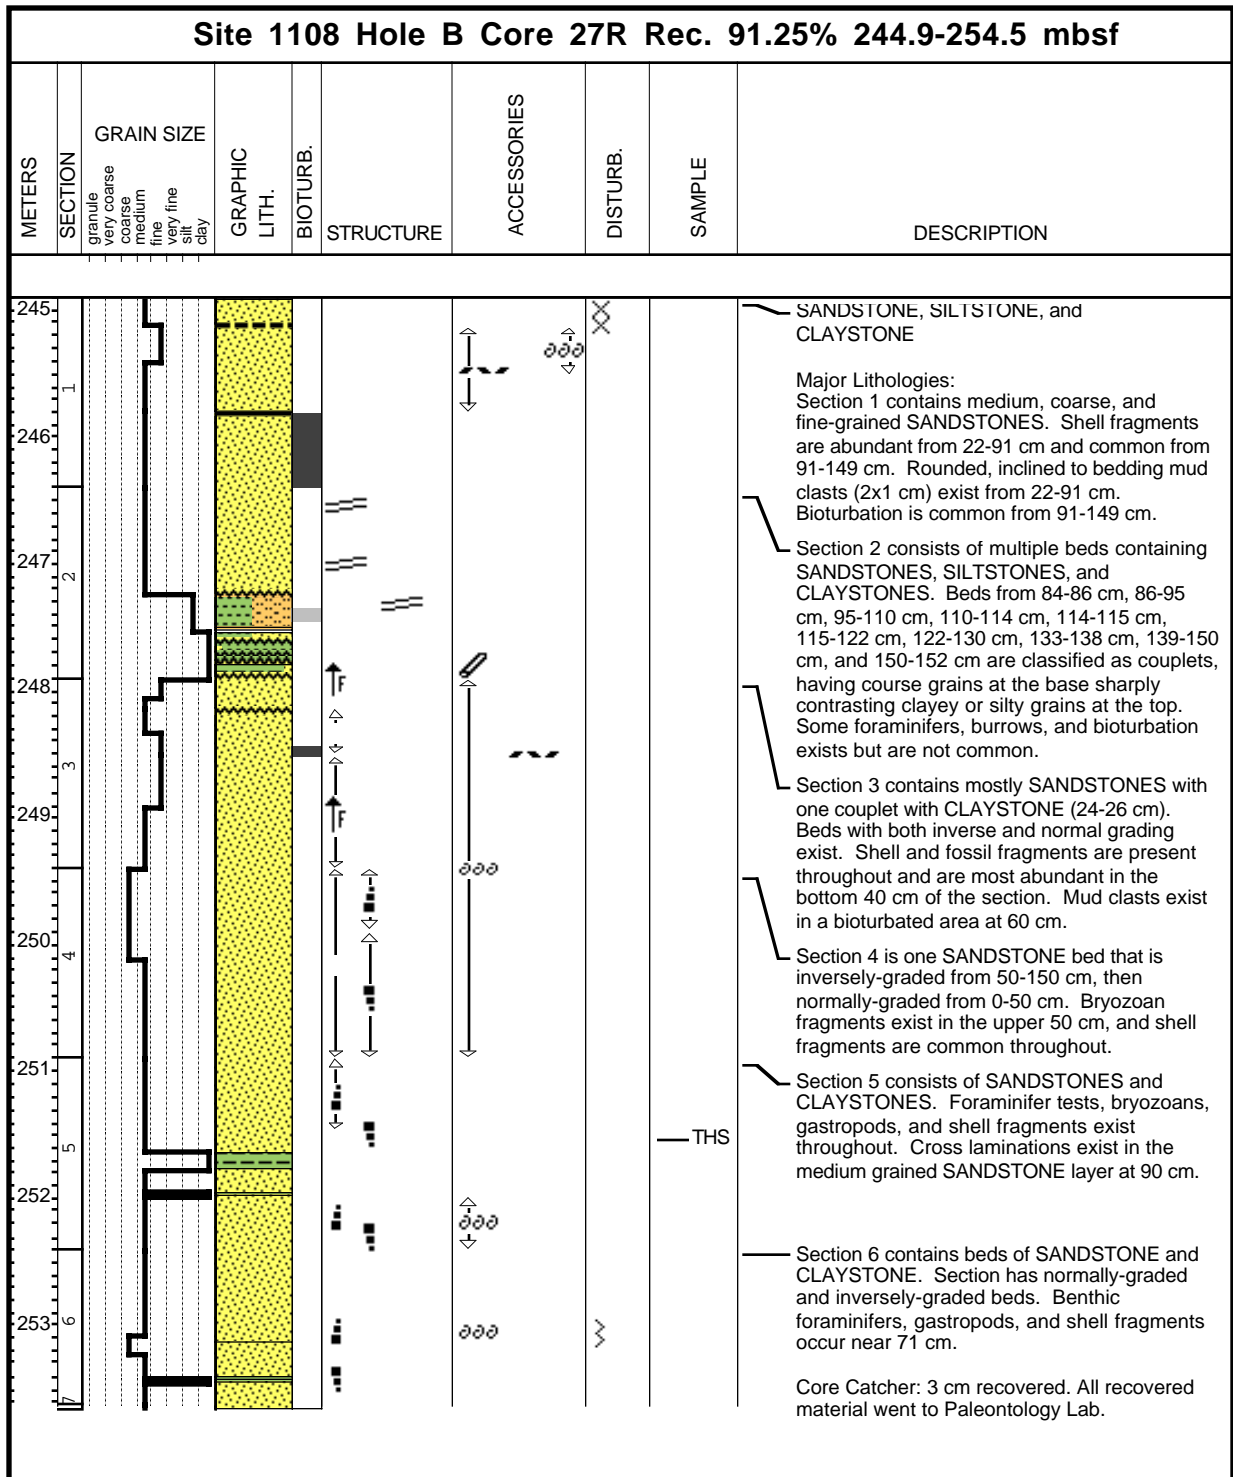 Site 1108 Hole B Core 27R Rec. 91.25% 244.9-254.5 mbsf
METERS
SECTION
GRAIN SIZE
granule
very coarse
coarse
medium
fine
very fine
silt
clay
GRAPHIC
LITH.
BIOTURB.
STRUCTURE
ACCESSORIES
DISTURB.
SAMPLE
DESCRIPTION
245
246
247
248
249
250
251
252
253
1
2
3
4
5
6
7
F
F
THS
SANDSTONE, SILTSTONE, and
CLAYSTONE
Major Lithologies:
Section 1 contains medium, coarse, and
fine-grained SANDSTONES. Shell fragments
are abundant from 22-91 cm and common from
91-149 cm. Rounded, inclined to bedding mud
clasts (2x1 cm) exist from 22-91 cm.
Bioturbation is common from 91-149 cm.
Section 2 consists of multiple beds containing
SANDSTONES, SILTSTONES, and
CLAYSTONES. Beds from 84-86 cm, 86-95
cm, 95-110 cm, 110-114 cm, 114-115 cm,
115-122 cm, 122-130 cm, 133-138 cm, 139-150
cm, and 150-152 cm are classified as couplets,
having course grains at the base sharply
contrasting clayey or silty grains at the top.
Some foraminifers, burrows, and bioturbation
exists but are not common.
Section 3 contains mostly SANDSTONES with
one couplet with CLAYSTONE (24-26 cm).
Beds with both inverse and normal grading
exist. Shell and fossil fragments are present
throughout and are most abundant in the
bottom 40 cm of the section. Mud clasts exist
in a bioturbated area at 60 cm.
Section 4 is one SANDSTONE bed that is
inversely-graded from 50-150 cm, then
normally-graded from 0-50 cm. Bryozoan
fragments exist in the upper 50 cm, and shell
fragments are common throughout.
Section 5 consists of SANDSTONES and
CLAYSTONES. Foraminifer tests, bryozoans,
gastropods, and shell fragments exist
throughout. Cross laminations exist in the
medium grained SANDSTONE layer at 90 cm.
Section 6 contains beds of SANDSTONE and
CLAYSTONE. Section has normally-graded
and inversely-graded beds. Benthic
foraminifers, gastropods, and shell fragments
occur near 71 cm.
Core Catcher: 3 cm recovered. All recovered
material went to Paleontology Lab.